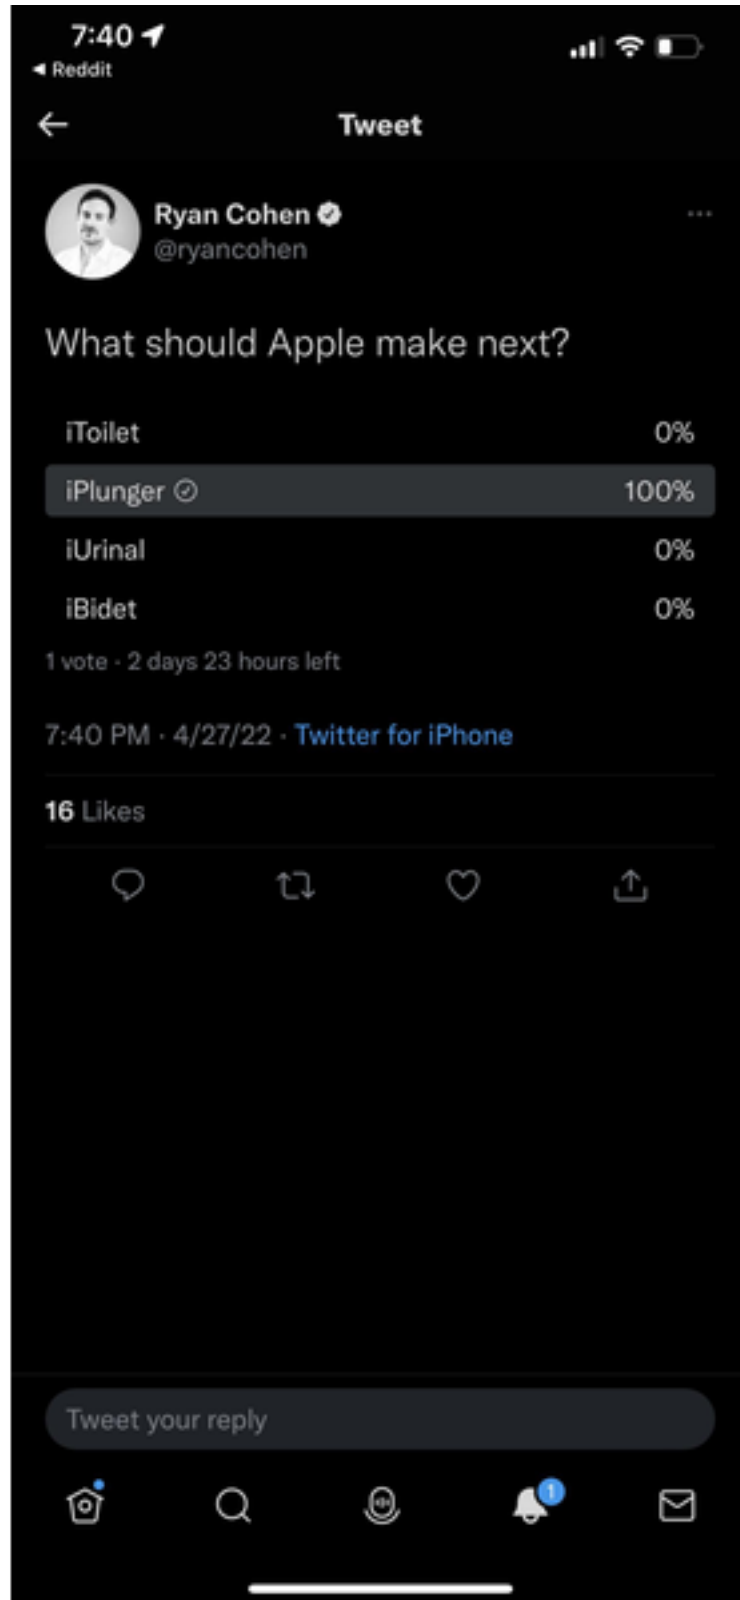 7:40
◀ Reddit
Tweet
Ryan Cohen
@ryancohen
What should Apple make next?
iToilet 0%
iPlunger 100%
iUrinal 0%
iBidet 0%
1 vote · 2 days 23 hours left
7:40 PM · 4/27/22 · Twitter for iPhone
16 Likes
Tweet your reply
1